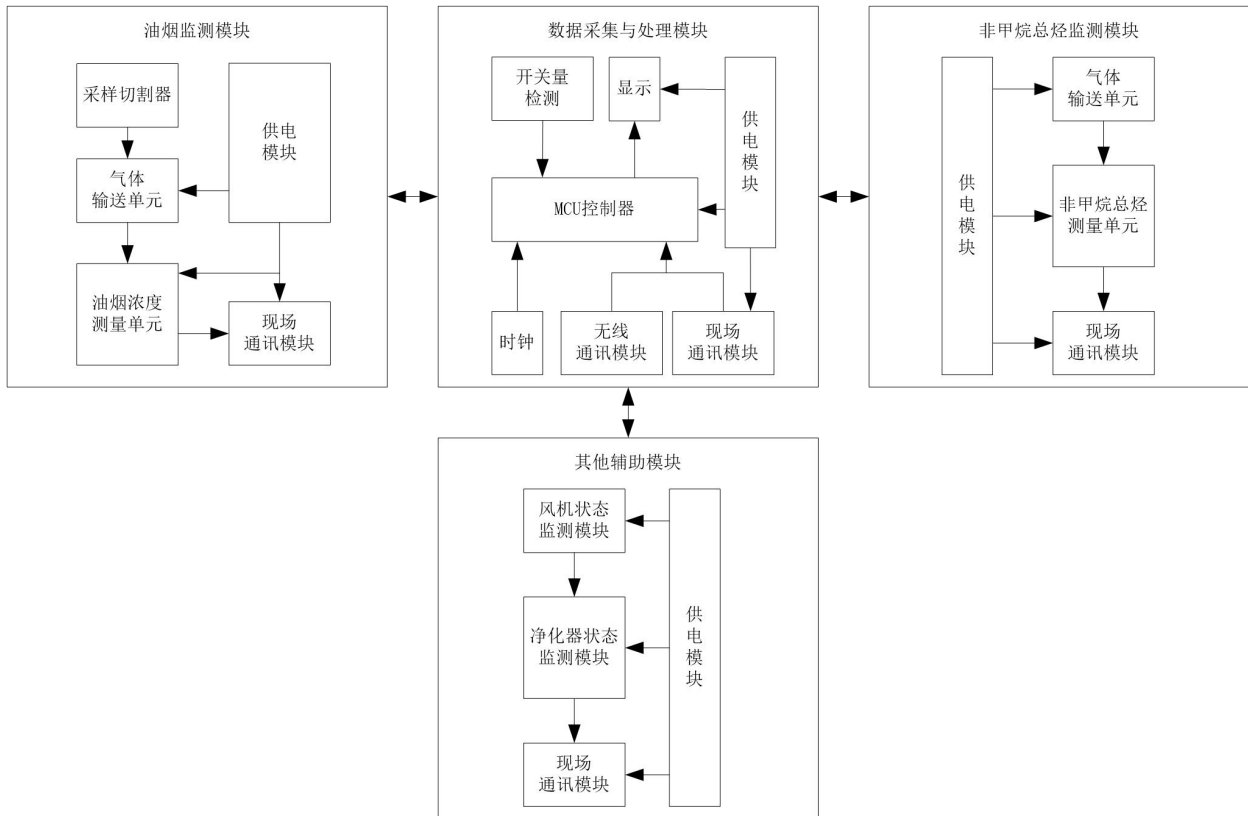 油烟监测模块
采样切割器
供电
模块
气体
输送单元
油烟浓度
测量单元
现场
通讯模块
数据采集与处理模块
开关量
检测
显示
供
电
模
块
MCU控制器
时钟
无线
通讯模块
现场
通讯模块
非甲烷总烃监测模块
供
电
模
块
气体
输送单元
非甲烷总烃
测量单元
现场
通讯模块
其他辅助模块
风机状态
监测模块
净化器状态
监测模块
现场
通讯模块
供
电
模
块